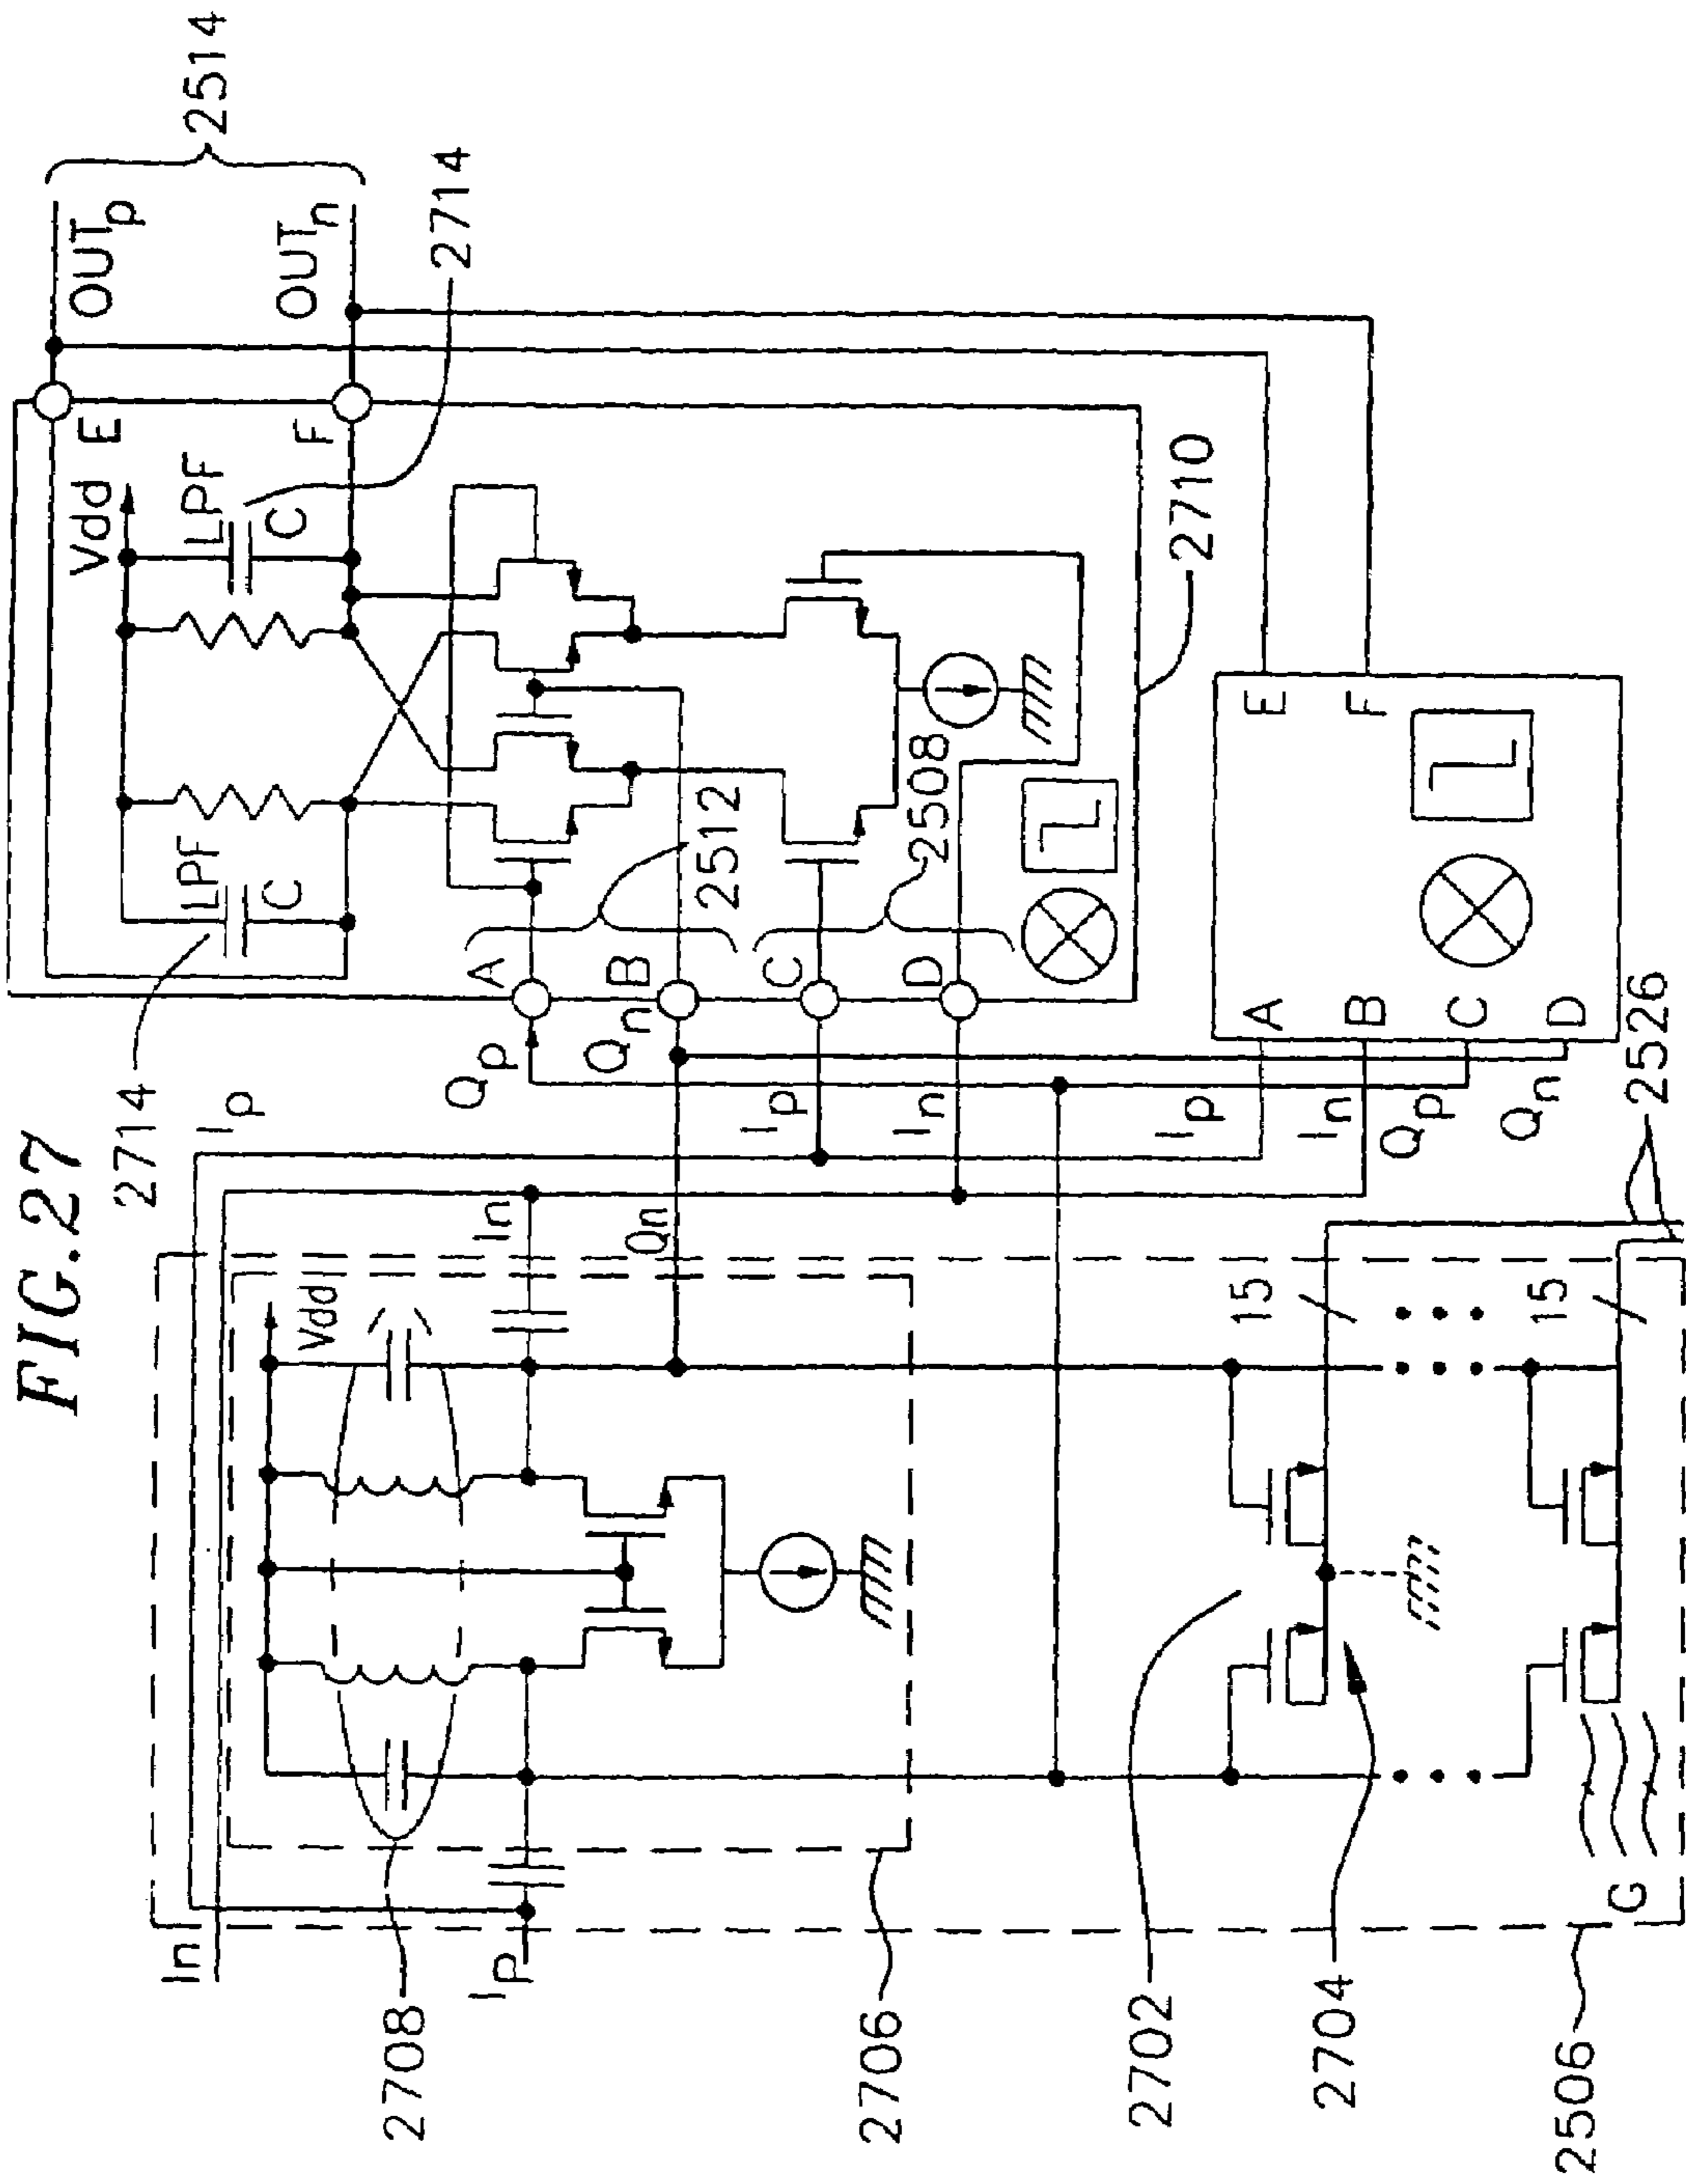 FIG.27
2514
OUTp
OUTn
2714
Vdd
E
F
LPF
C
LPF
C
2714
2710
2512
2508
A
B
C
D
Qp
Qn
Ip
In
Ip
In
Qn
Vdd
2708
In
Ip
2706
Ip
In
Qp
Qn
A
B
C
D
E
F
2526
15
15
2702
2704
G
2506